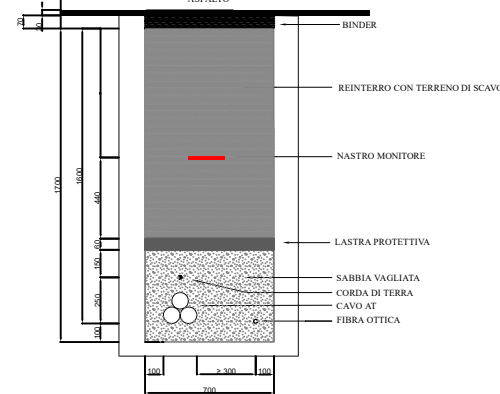 ASFALTO
BINDER
REINTERRO CON TERRENO DI SCAVO
NASTRO MONITORE
LASTRA PROTETTIVA
SABBIA VAGLIATA
CORDA DI TERRA
CAVO AT
FIBRA OTTICA
70
30
1700
1600
440
60
150
250
100
100
≥ 300
100
700